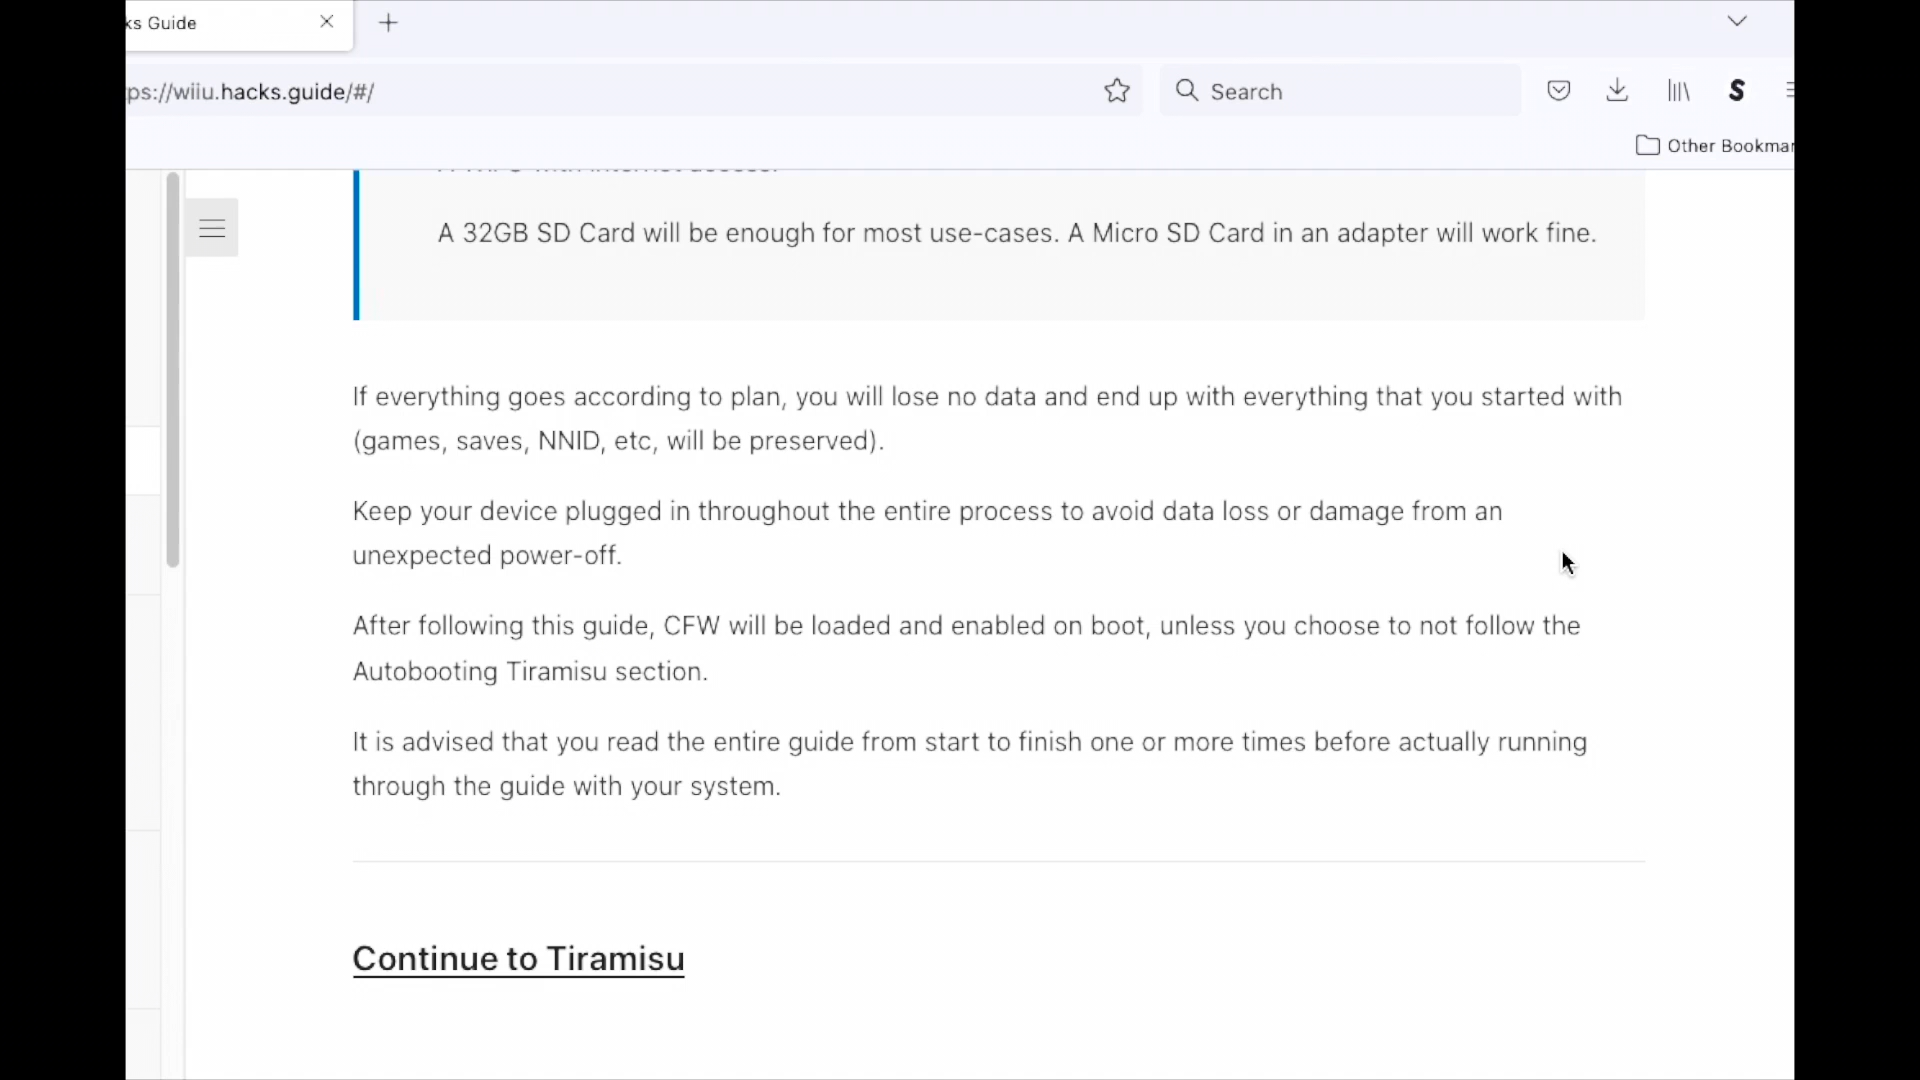 ks Guide
ps://wiiu.hacks.guide/#/
Search
S
Other Bookmar
A 32GB SD Card will be enough for most use-cases. A Micro SD Card in an adapter will work fine.
If everything goes according to plan, you will lose no data and end up with everything that you started with
(games, saves, NNID, etc, will be preserved).
Keep your device plugged in throughout the entire process to avoid data loss or damage from an
unexpected power-off.
After following this guide, CFW will be loaded and enabled on boot, unless you choose to not follow the
Autobooting Tiramisu section.
It is advised that you read the entire guide from start to finish one or more times before actually running
through the guide with your system.
Continue to Tiramisu